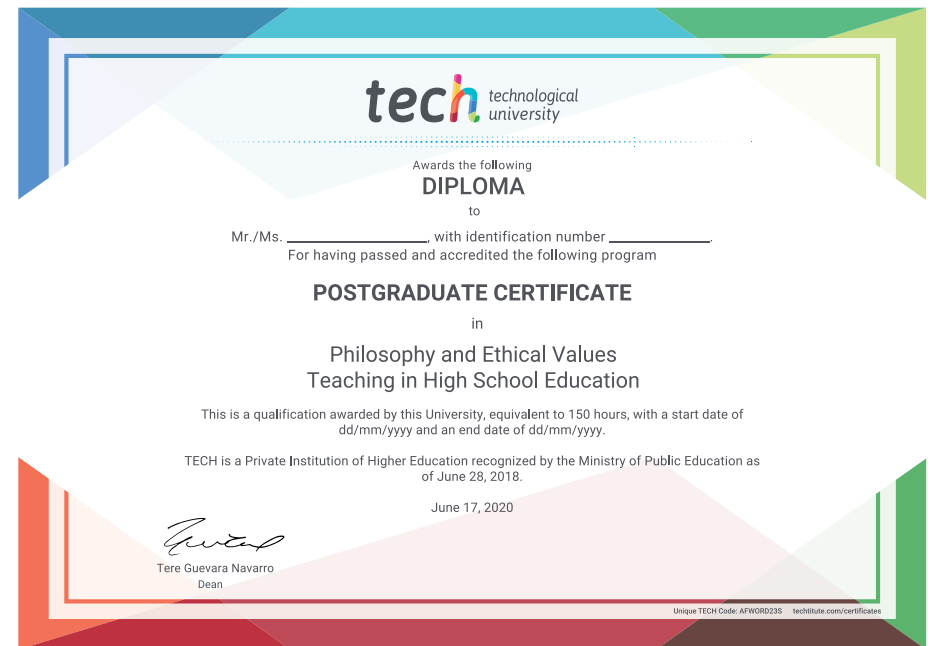 tech technological
university
Awards the following
DIPLOMA
to
Mr./Ms. ____________, with identification number ____________.
For having passed and accredited the following program
POSTGRADUATE CERTIFICATE
in
Philosophy and Ethical Values
Teaching in High School Education
This is a qualification awarded by this University, equivalent to 150 hours, with a start date of
dd/mm/yyyy and an end date of dd/mm/yyyy.
TECH is a Private Institution of Higher Education recognized by the Ministry of Public Education as
of June 28, 2018.
June 17, 2020
Tere Guevara Navarro
Dean
Unique TECH Code: AFWORD23S techtitute.com/certificates